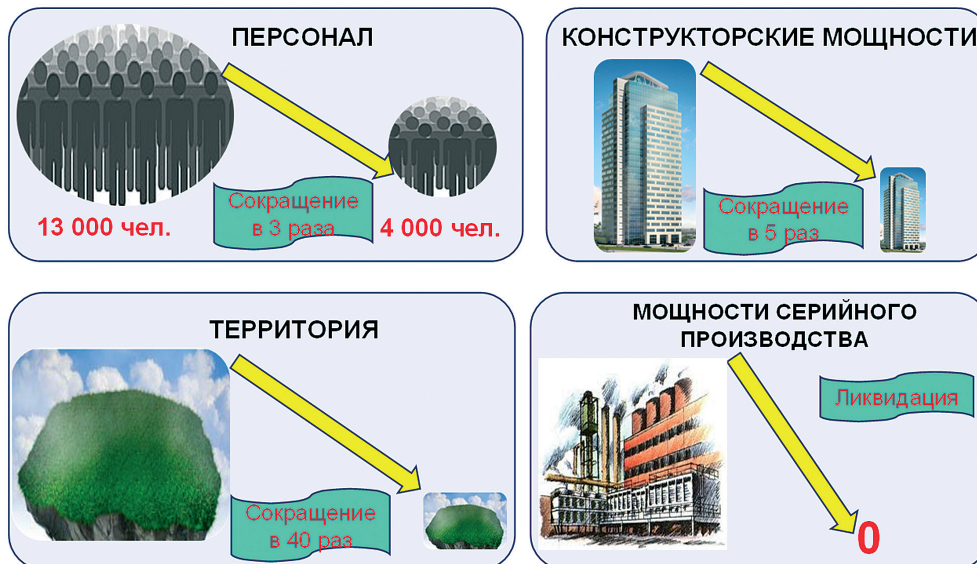 ПЕРСОНАЛ
13 000 чел.
Сокращение
в 3 раза
4 000 чел.
КОНСТРУКТОРСКИЕ МОЩНОСТИ
Сокращение
в 5 раз
ТЕРРИТОРИЯ
Сокращение
в 40 раз
МОЩНОСТИ СЕРИЙНОГО
ПРОИЗВОДСТВА
Ликвидация
0